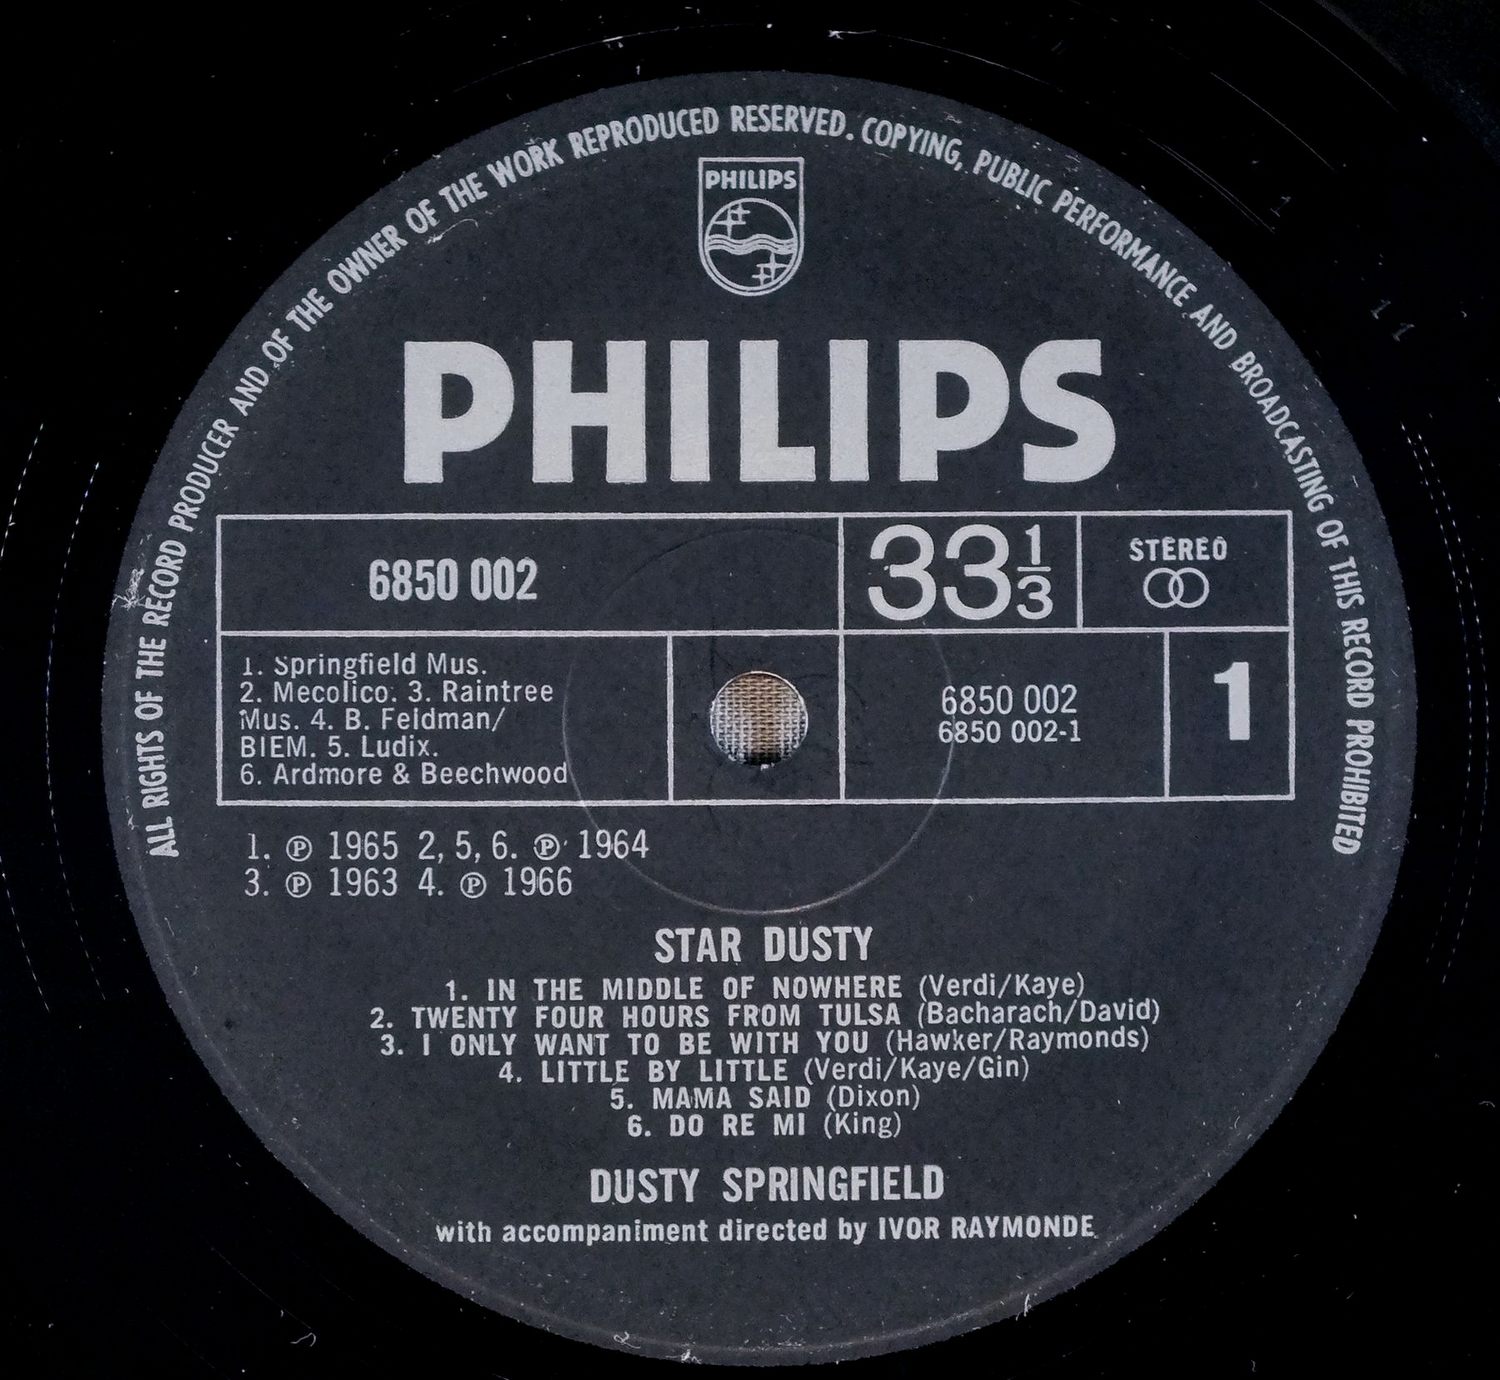 ALL RIGHTS OF THE RECORD PRODUCER AND OF THE OWNER OF THE WORK REPRODUCED RESERVED. COPYING, PUBLIC PERFORMANCE AND BROADCASTING OF THIS RECORD PROHIBITED
PHILIPS
PHILIPS
6850 002
33 1/3
STEREO
1. Springfield Mus.
2. Mecolico. 3. Raintree
Mus. 4. B. Feldman/
BIEM. 5. Ludix.
6. Ardmore & Beechwood
6850 002
6850 002-1
1
1. ℗ 1965 2, 5, 6. ℗ 1964
3. ℗ 1963 4. ℗ 1966
STAR DUSTY
1. IN THE MIDDLE OF NOWHERE (Verdi/Kaye)
2. TWENTY FOUR HOURS FROM TULSA (Bacharach/David)
3. I ONLY WANT TO BE WITH YOU (Hawker/Raymonds)
4. LITTLE BY LITTLE (Verdi/Kaye/Gin)
5. MAMA SAID (Dixon)
6. DO RE MI (King)
DUSTY SPRINGFIELD
with accompaniment directed by IVOR RAYMONDE